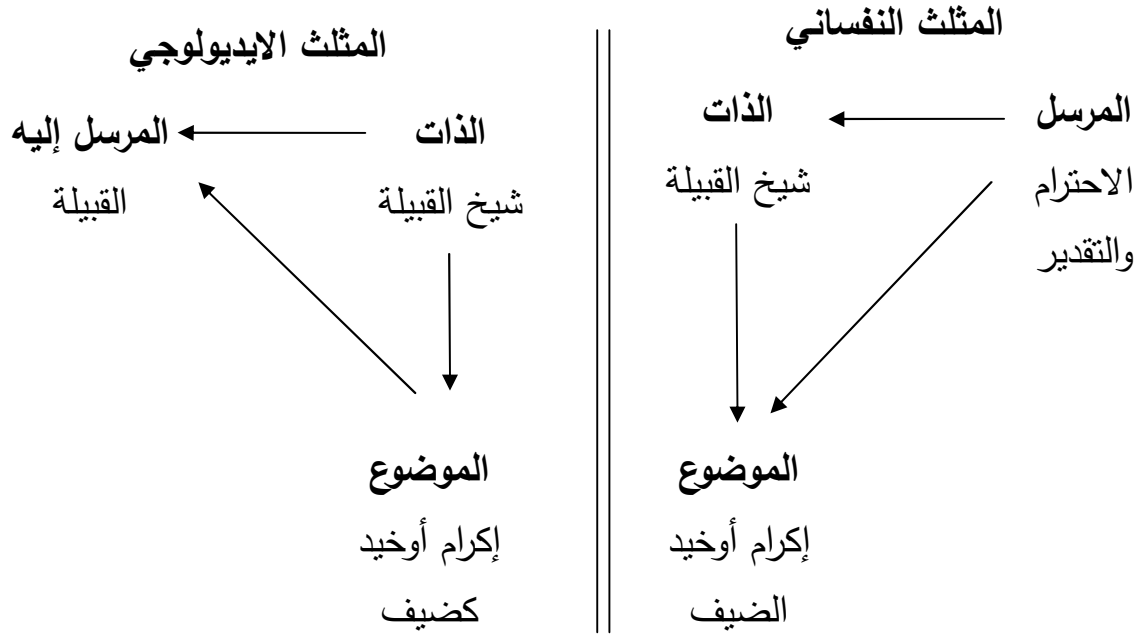 المثلث النفساني
المرسل
الاحترام
والتقدير
الذات
شيخ القبيلة
الموضوع
إكرام أوخيد
الضيف
المثلث الايديولوجي
الذات
شيخ القبيلة
المرسل إليه
القبيلة
الموضوع
إكرام أوخيد
كضيف